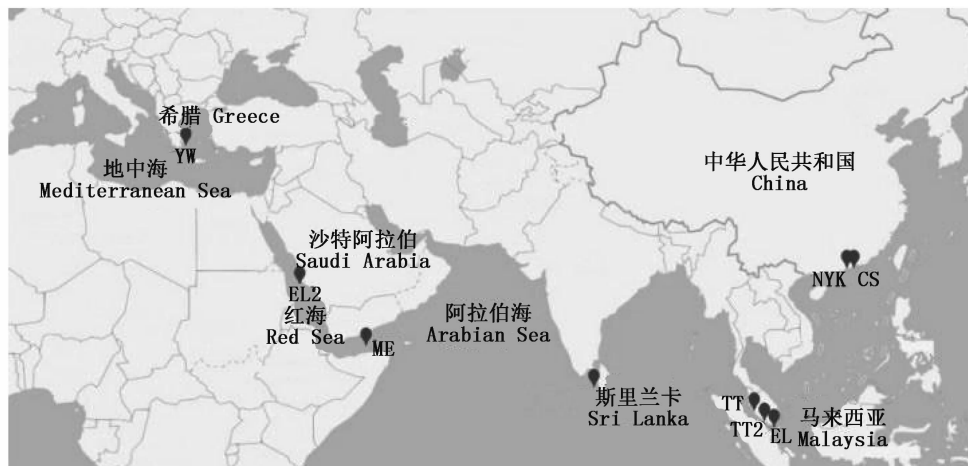 希腊 Greece
YW
地中海
Mediterranean Sea
中华人民共和国
China
沙特阿拉伯
Saudi Arabia
NYK CS
EL2
红海
Red Sea
阿拉伯海
Arabian Sea
ME
斯里兰卡
Sri Lanka
TT
TT2
EL
马来西亚
Malaysia